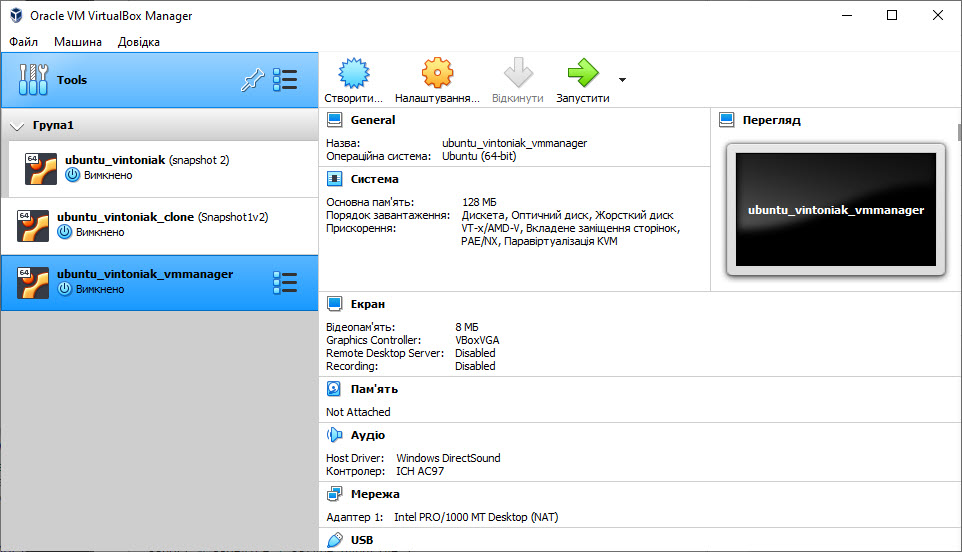 Oracle VM VirtualBox Manager
Файл Машина Довідка
Tools
Створити... Налаштування... Відкинути Запустити
Група1
64 ubuntu_vintoniak (snapshot 2)
Вимкнено
64 ubuntu_vintoniak_clone (Snapshot1v2)
Вимкнено
64 ubuntu_vintoniak_vmmanager
Вимкнено
General
Назва: ubuntu_vintoniak_vmmanager
Операційна система: Ubuntu (64-bit)
Система
Основна пам'ять: 128 МБ
Порядок завантаження: Дискета, Оптичний диск, Жорсткий диск
Прискорення: VT-x/AMD-V, Вкладене заміщення сторінок,
PAE/NX, Паравіртуалізація KVM
Перегляд
ubuntu_vintoniak_vmmanager
Екран
Відеопам'ять: 8 МБ
Graphics Controller: VBoxVGA
Remote Desktop Server: Disabled
Recording: Disabled
Пам'ять
Not Attached
Аудіо
Host Driver: Windows DirectSound
Контролер: ICH AC97
Мережа
Адаптер 1: Intel PRO/1000 MT Desktop (NAT)
USB